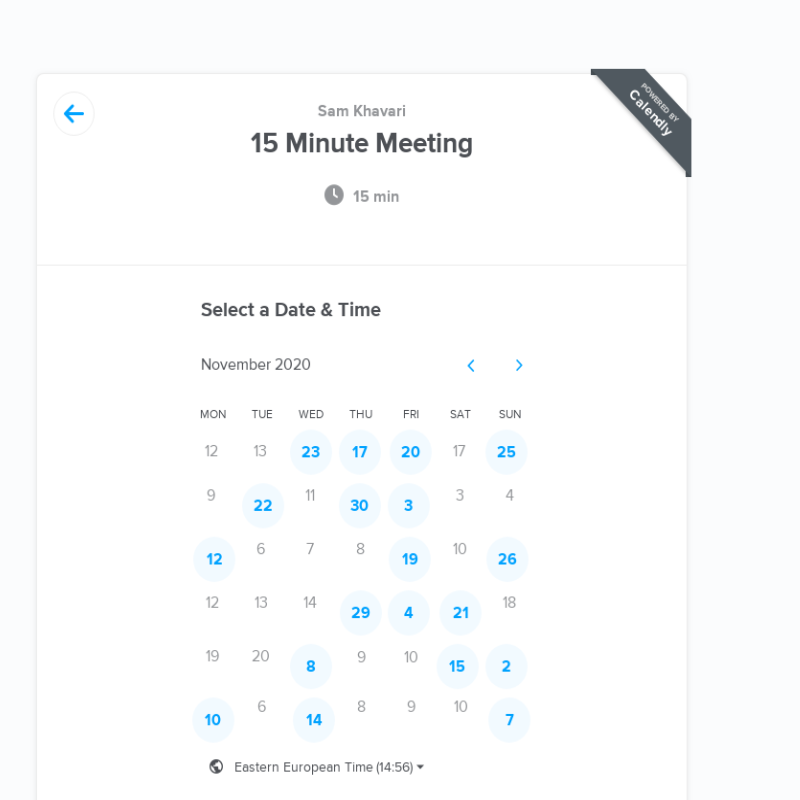 POWERED BY
Calendly
Sam Khavari
15 Minute Meeting
15 min
Select a Date & Time
November 2020
MON TUE WED THU FRI SAT SUN
12 13 23 17 20 17 25
9 22 11 30 3 3 4
12 6 7 8 19 10 26
12 13 14 29 4 21 18
19 20 8 9 10 15 2
10 6 14 8 9 10 7
Eastern European Time (14:56)